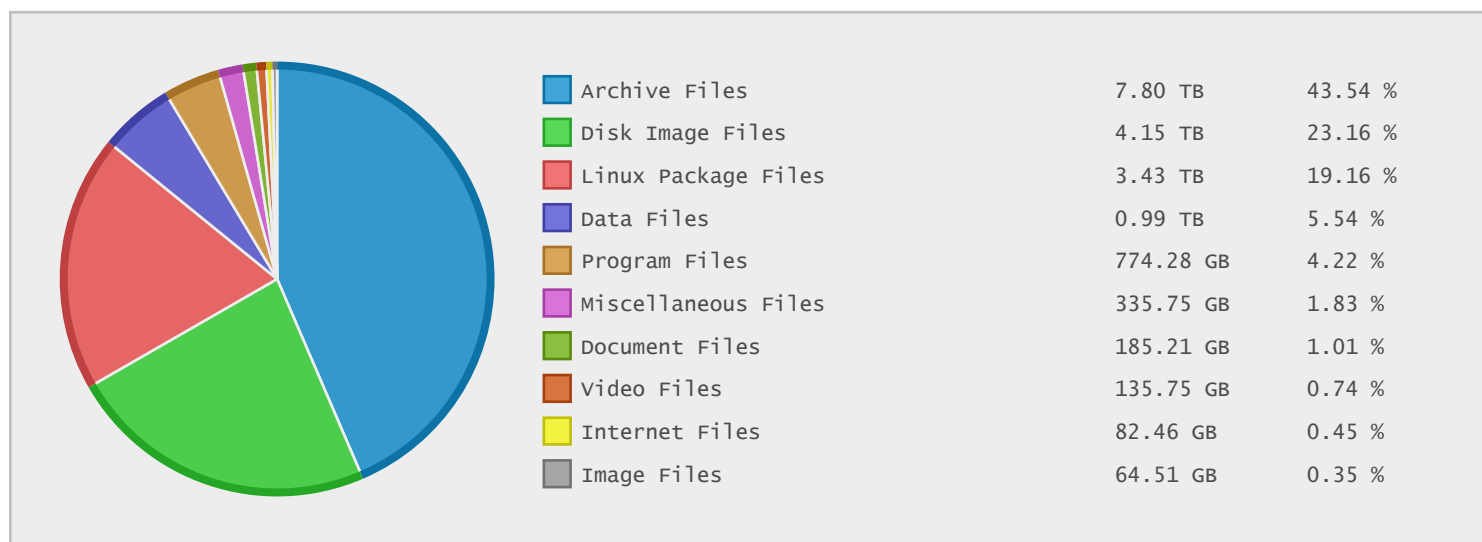 Archive Files 7.80 TB 43.54 %
Disk Image Files 4.15 TB 23.16 %
Linux Package Files 3.43 TB 19.16 %
Data Files 0.99 TB 5.54 %
Program Files 774.28 GB 4.22 %
Miscellaneous Files 335.75 GB 1.83 %
Document Files 185.21 GB 1.01 %
Video Files 135.75 GB 0.74 %
Internet Files 82.46 GB 0.45 %
Image Files 64.51 GB 0.35 %